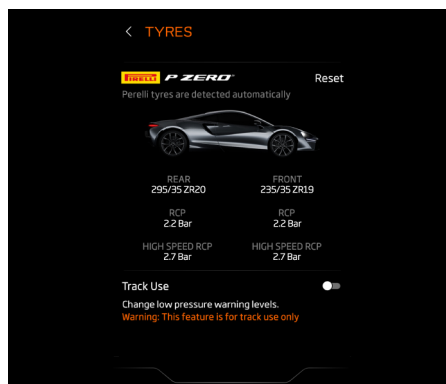 TYRES
PIRELLI P ZERO Reset
Perelli tyres are detected automatically
REAR FRONT
295/35 ZR20 235/35 ZR19
RCP RCP
2.2 Bar 2.2 Bar
HIGH SPEED RCP HIGH SPEED RCP
2.7 Bar 2.7 Bar
Track Use
Change low pressure warning levels.
Warning: This feature is for track use only